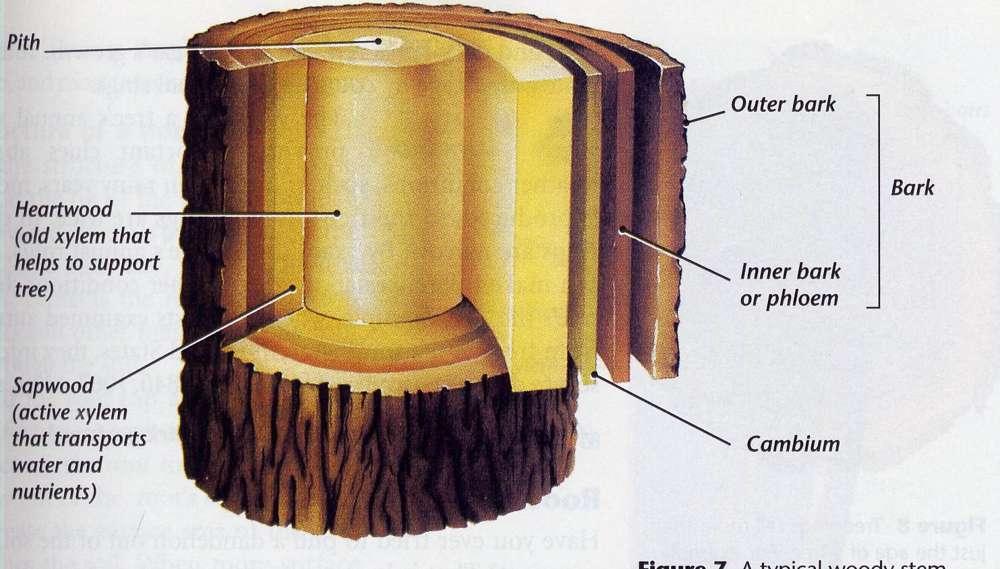 Pith
Heartwood
(old xylem that
helps to support
tree)
Sapwood
(active xylem
that transports
water and
nutrients)
Outer bark
Bark
Inner bark
or phloem
Cambium
Figure 7 A typical woody stem